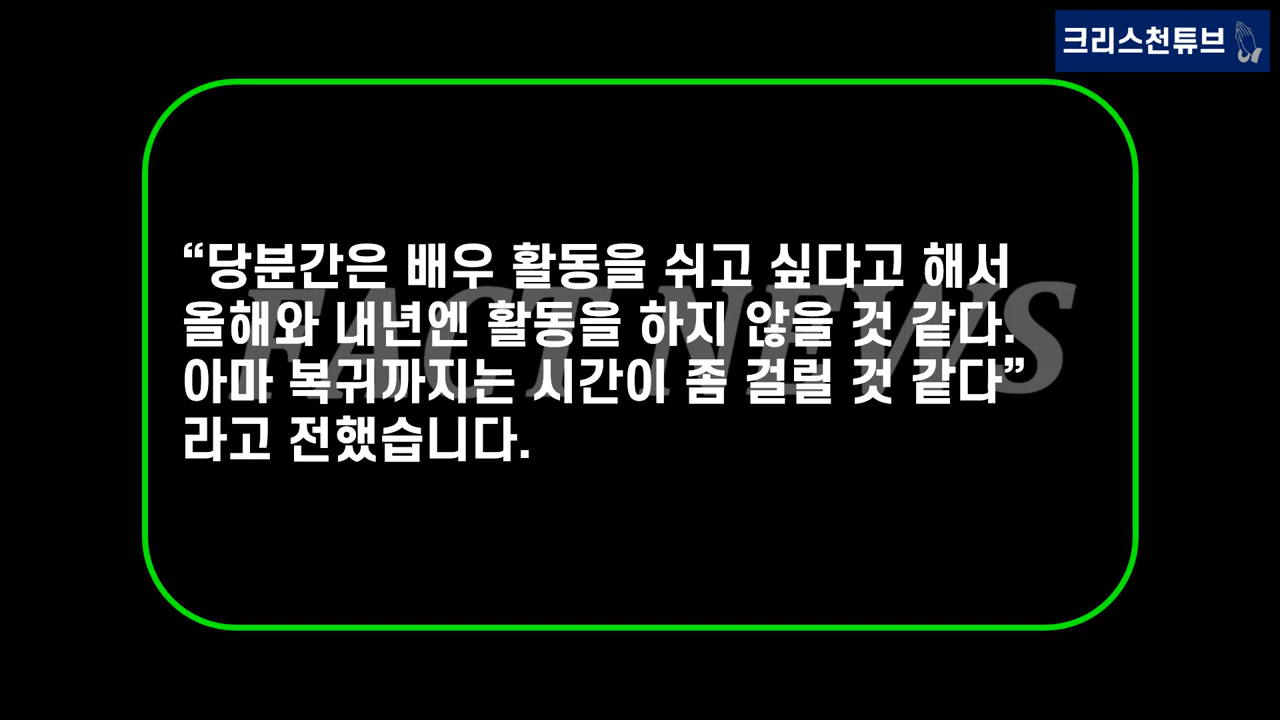 크리스천튜브
“당분간은 배우 활동을 쉬고 싶다고 해서
올해와 내년엔 활동을 하지 않을 것 같다.
아마 복귀까지는 시간이 좀 걸릴 것 같다”
라고 전했습니다.
FACT NEWS